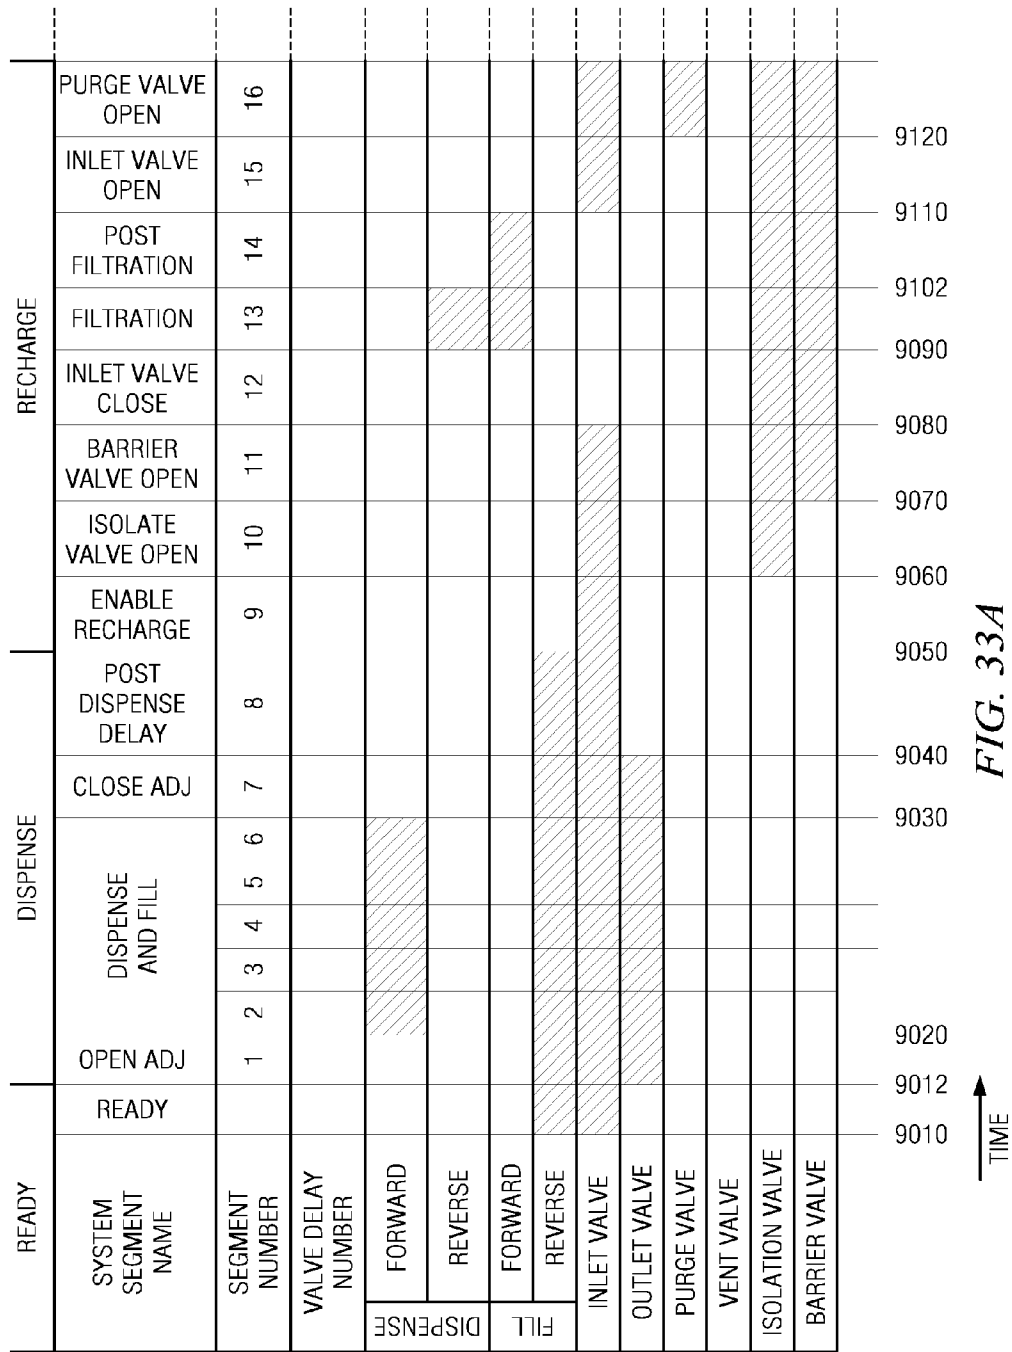 READY
DISPENSE
RECHARGE
SYSTEM
SEGMENT
NAME
READY
OPEN ADJ
DISPENSE
AND FILL
CLOSE ADJ
POST
DISPENSE
DELAY
ENABLE
RECHARGE
ISOLATE
VALVE OPEN
BARRIER
VALVE OPEN
INLET VALVE
CLOSE
FILTRATION
POST
FILTRATION
INLET VALVE
OPEN
PURGE VALVE
OPEN
SEGMENT
NUMBER
1
2
3
4
5
6
7
8
9
10
11
12
13
14
15
16
VALVE DELAY
NUMBER
DISPENSE
FORWARD
REVERSE
FILL
FORWARD
REVERSE
INLET VALVE
OUTLET VALVE
PURGE VALVE
VENT VALVE
ISOLATION VALVE
BARRIER VALVE
9010
9012
9020
9030
9040
9050
9060
9070
9080
9090
9102
9110
9120
TIME
FIG. 33A